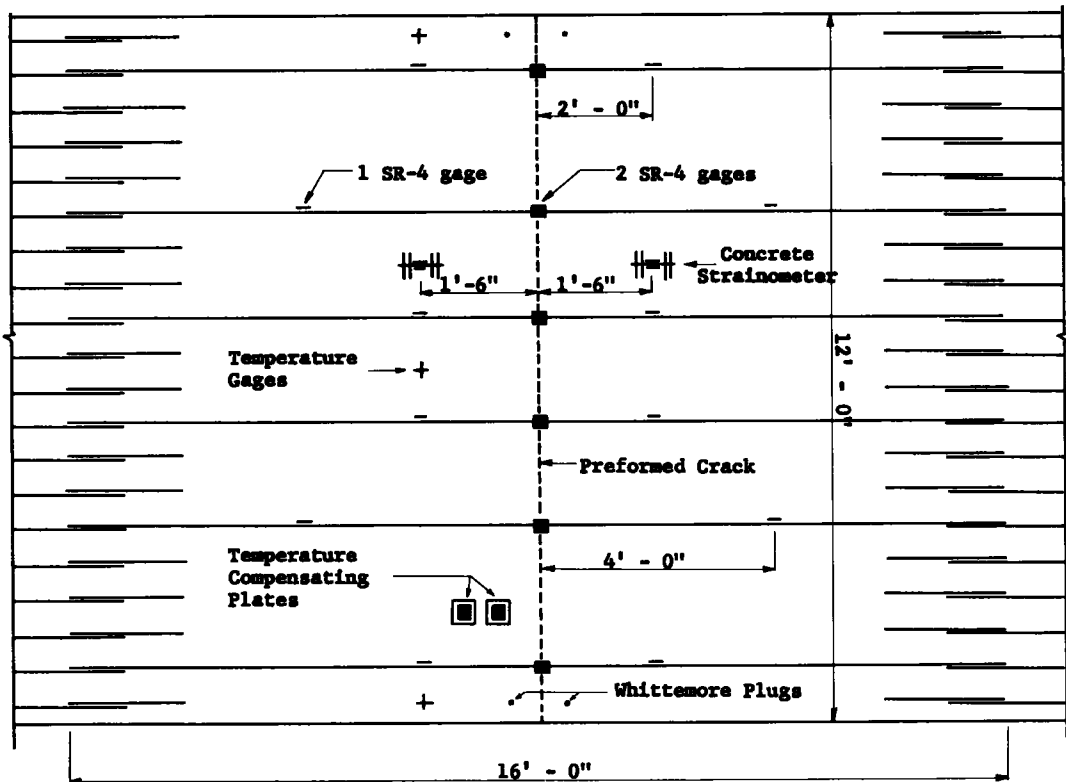 2' - 0"
1 SR-4 gage
2 SR-4 gages
Concrete
Strainometer
1'-6"
1'-6"
Temperature
Gages
12' - 0"
Preformed Crack
Temperature
Compensating
Plates
4' - 0"
Whittemore Plugs
16' - 0"